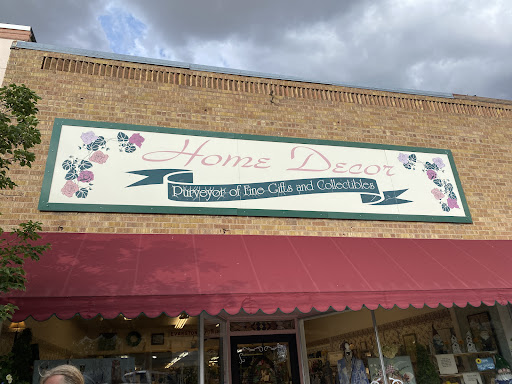 Home Decor
Purveyor of Fine Gifts and Collectibles